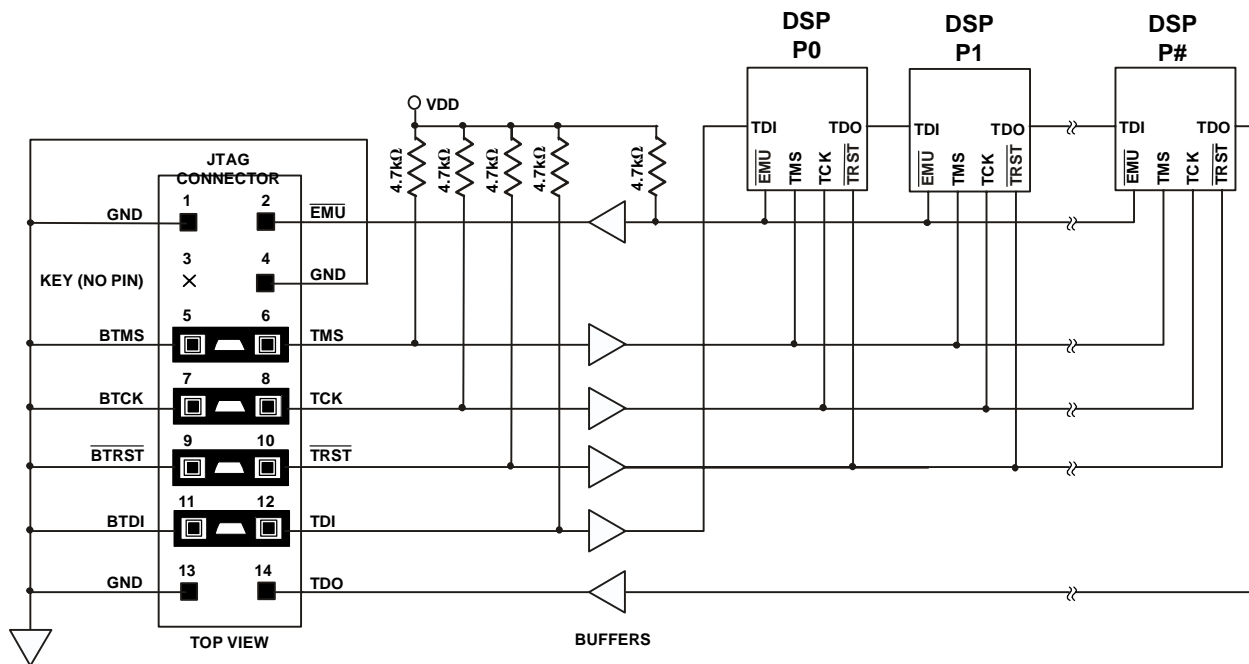 DSP
P0
DSP
P1
DSP
P#
VDD
4.7kΩ
4.7kΩ
4.7kΩ
4.7kΩ
4.7kΩ
TDI
TDO
EMU
TMS
TCK
TRST
TDI
TDO
EMU
TMS
TCK
TRST
TDI
TDO
EMU
TMS
TCK
TRST
JTAG
CONNECTOR
GND
1
2
EMU
KEY (NO PIN)
3
4
GND
BTMS
5
6
TMS
BTCK
7
8
TCK
BTRST
9
10
TRST
BTDI
11
12
TDI
GND
13
14
TDO
TOP VIEW
BUFFERS